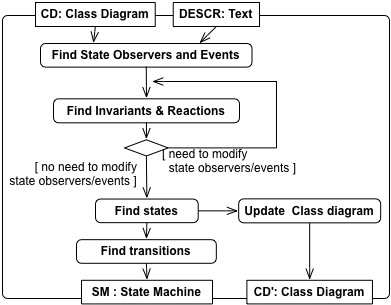 CD: Class Diagram
DESCR: Text
Find State Observers and Events
Find Invariants & Reactions
[ need to modify
state observers/events ]
[ no need to modify
state observers/events ]
Find states
Update Class diagram
Find transitions
SM : State Machine
CD': Class Diagram